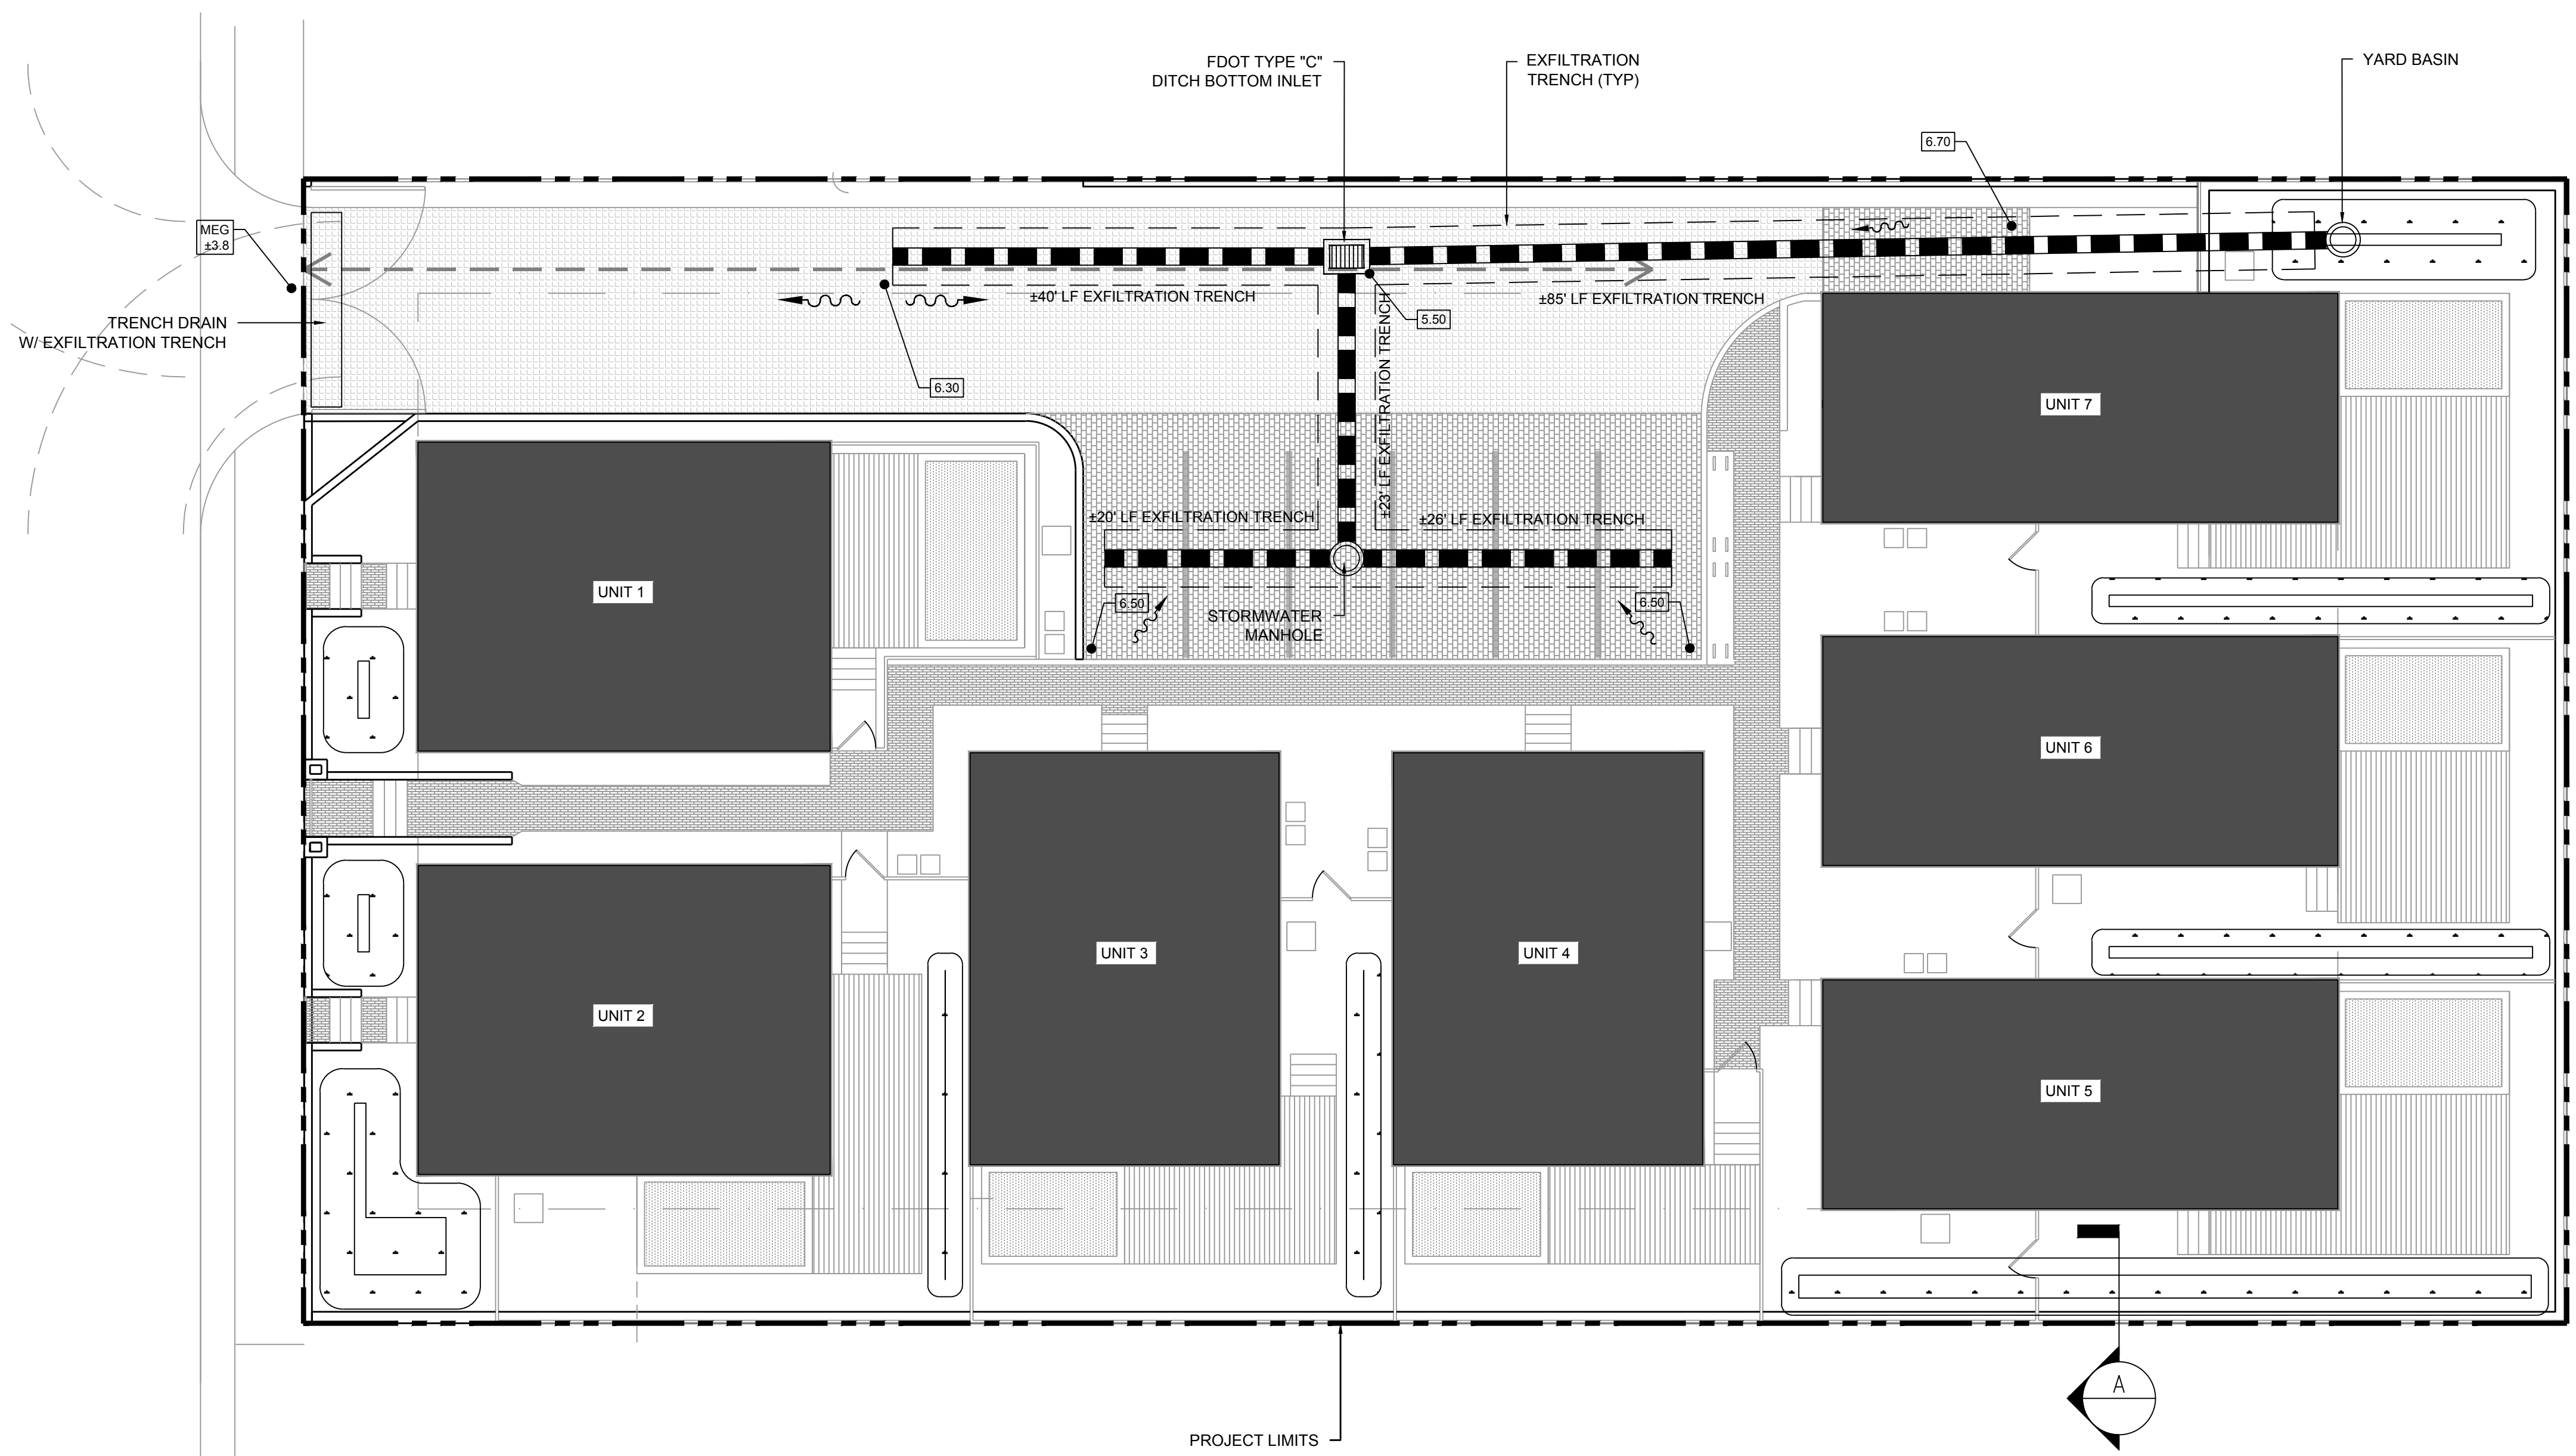 FDOT TYPE "C"
DITCH BOTTOM INLET
EXFILTRATION
TRENCH (TYP)
YARD BASIN
6.70
MEG
±3.8
TRENCH DRAIN
W/ EXFILTRATION TRENCH
±40' LF EXFILTRATION TRENCH
±85' LF EXFILTRATION TRENCH
5.50
6.30
±23' LF EXFILTRATION TRENCH
UNIT 7
±20' LF EXFILTRATION TRENCH
±26' LF EXFILTRATION TRENCH
UNIT 1
6.50
6.50
STORMWATER
MANHOLE
UNIT 6
UNIT 3
UNIT 4
UNIT 2
UNIT 5
A
PROJECT LIMITS